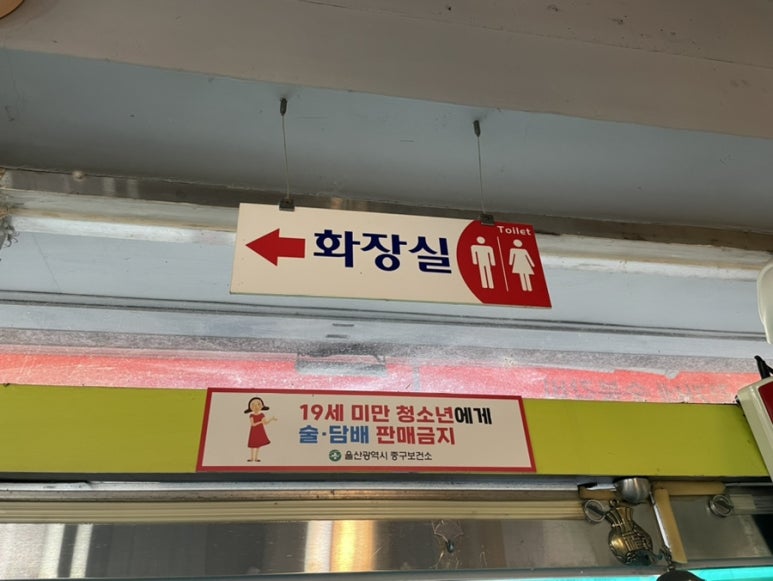 화장실
Toilet
19세 미만 청소년에게
술·담배 판매금지
울산광역시 중구보건소